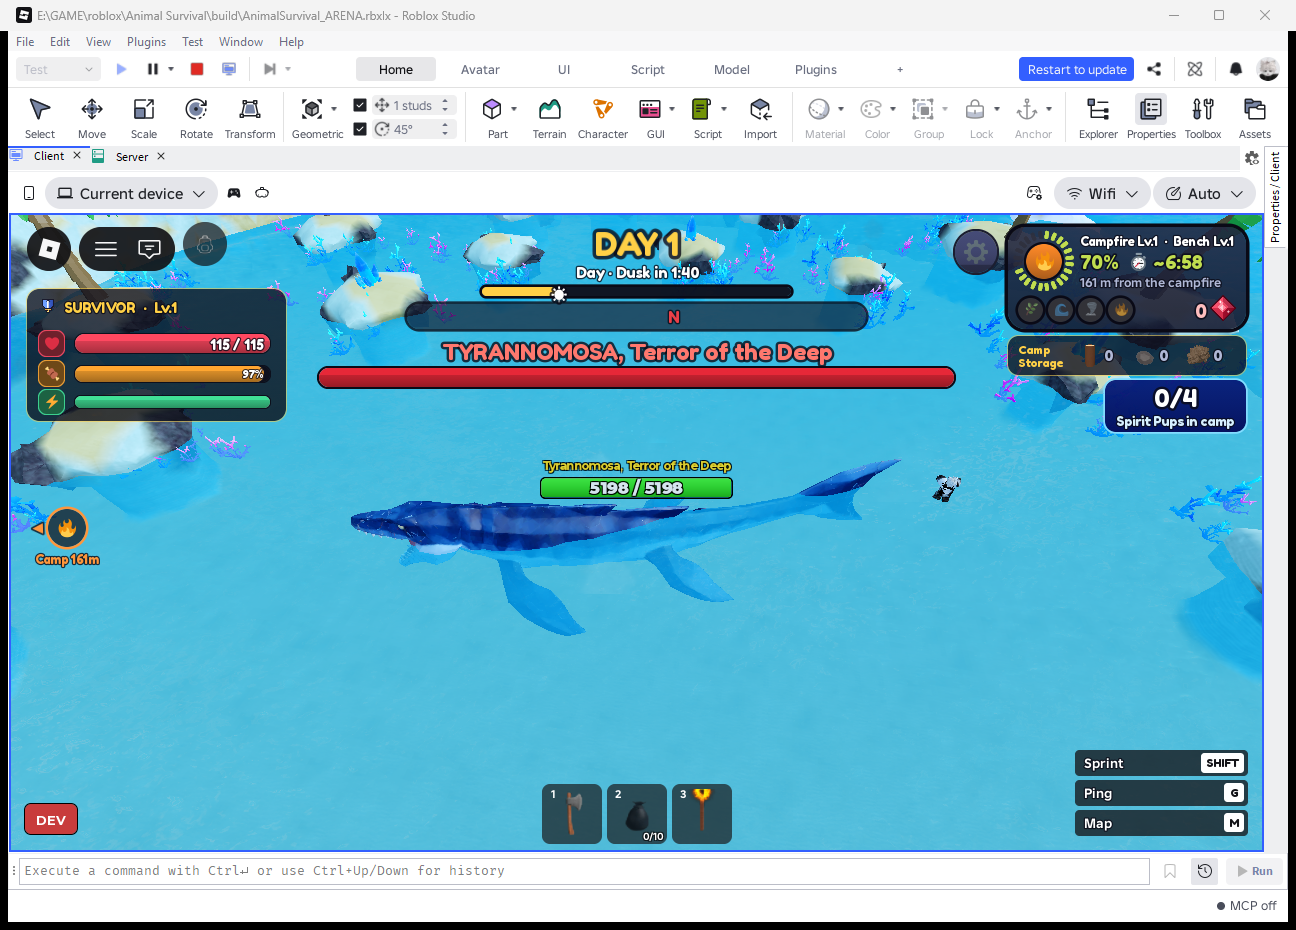 E:\GAME\roblox\Animal Survival\build\AnimalSurvival_ARENA.rbxlx - Roblox Studio
File Edit View Plugins Test Window Help
Test
Home Avatar UI Script Model Plugins +
Restart to update
Select Move Scale Rotate Transform
Geometric
1 studs
45°
Part Terrain Character GUI Script Import
Material Color Group Lock Anchor
Explorer Properties Toolbox Assets
Client Server
Properties / Client
Current device
Wifi Auto
DAY 1
Day · Dusk in 1:40
N
TYRANNOMOSA, Terror of the Deep
SURVIVOR · Lv.1
115 / 115
97%
Campfire Lv.1 · Bench Lv.1
70% ~6:58
161 m from the campfire
0
Camp Storage
0 0 0
0/4
Spirit Pups in camp
Tyrannomosa, Terror of the Deep
5198 / 5198
Camp 161m
Sprint SHIFT
Ping G
Map M
DEV
1 2 3
0/10
Execute a command with Ctrl↵ or use Ctrl+Up/Down for history
Run
MCP off